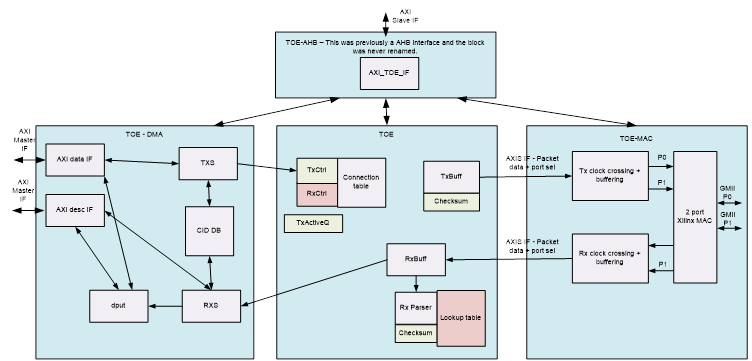 AXI
Slave IF
TOE-AHB – This was previously a AHB interface and the block
was never renamed.
AXI_TOE_IF
TOE - DMA
AXI
Master
IF
AXI data IF
TXS
AXI
Master
IF
AXI desc IF
CID DB
dput
RXS
TOE
TxCtrl
RxCtrl
Connection
table
TxActiveQ
TxBuff
Checksum
RxBuff
Rx Parser
Checksum
Lookup table
AXIS IF - Packet
data + port sel
AXIS IF - Packet
data + port sel
TOE-MAC
Tx clock crossing +
buffering
P0
P1
Rx clock crossing +
buffering
P1
2 port
Xilinx MAC
GMII
P0
GMII
P1